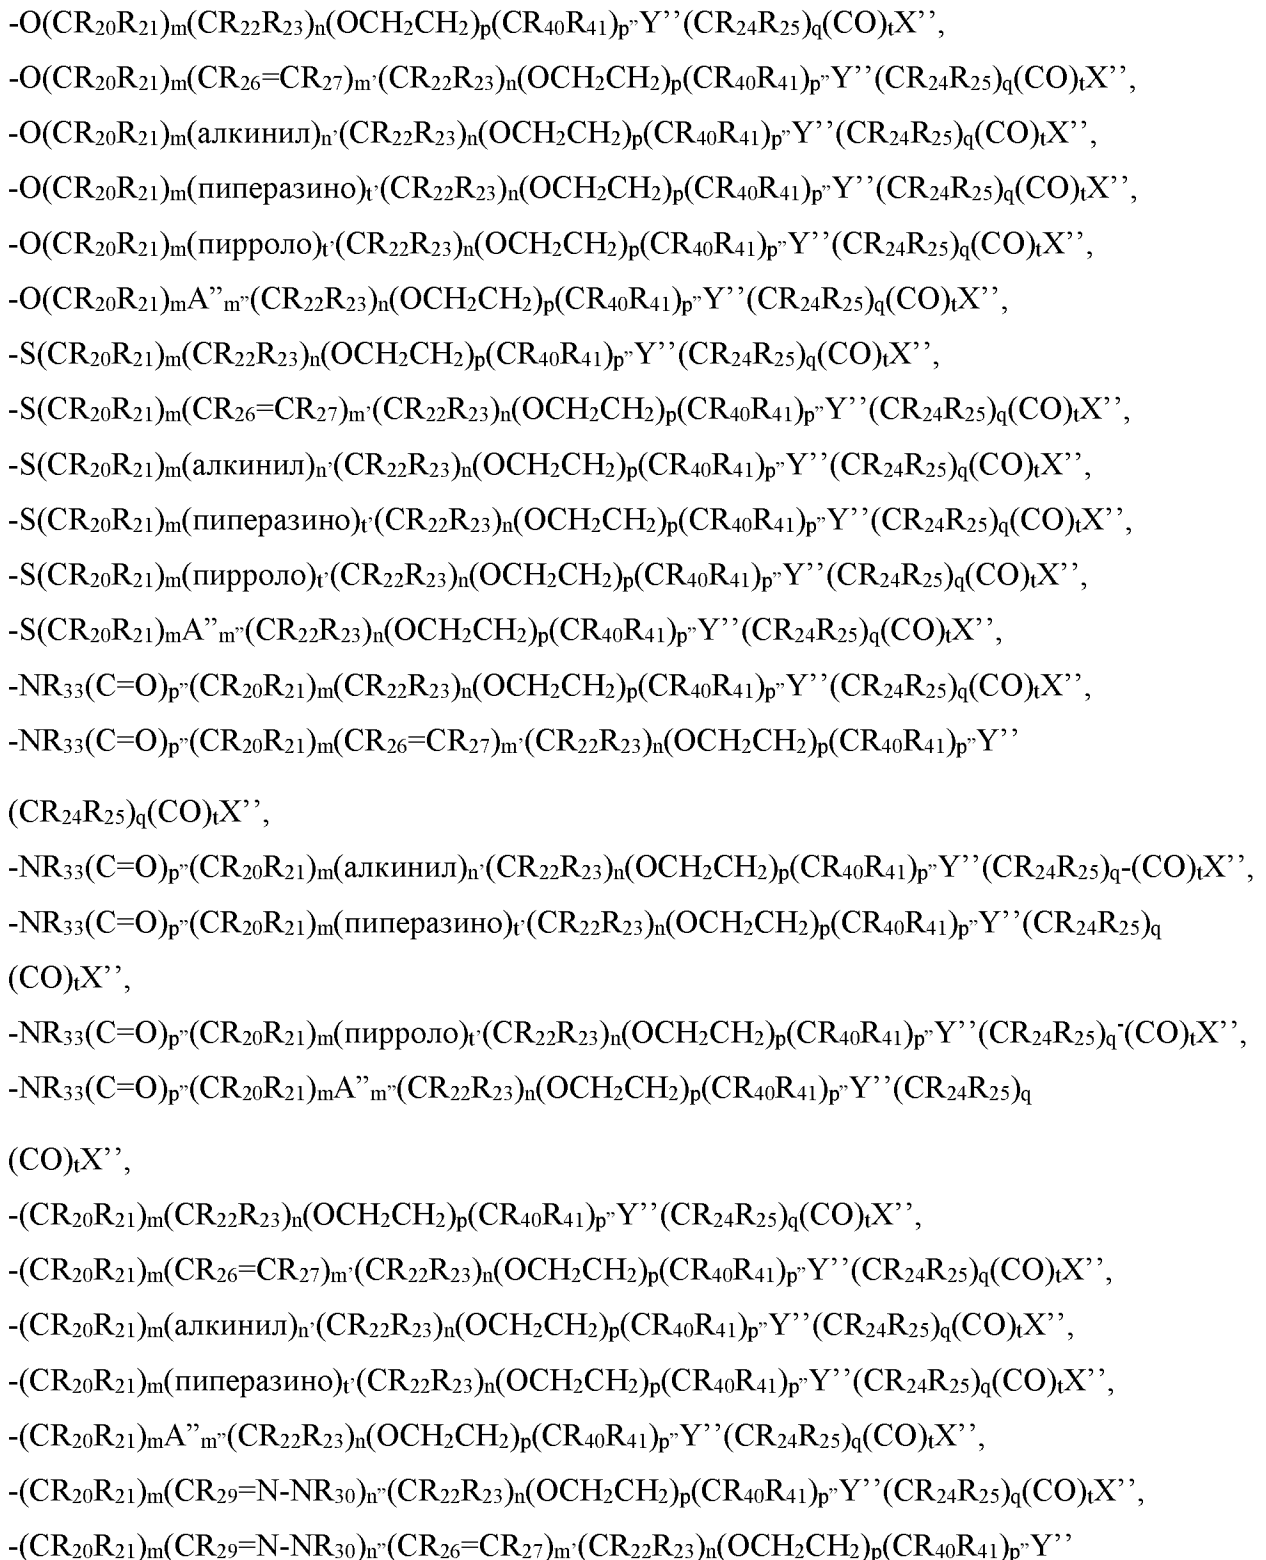 -O(CR20R21)m(CR22R23)n(OCH2CH2)p(CR40R41)p”Y’’(CR24R25)q(CO)tX’’,
-O(CR20R21)m(CR26=CR27)m’(CR22R23)n(OCH2CH2)p(CR40R41)p”Y’’(CR24R25)q(CO)tX’’,
-O(CR20R21)m(алкинил)n’(CR22R23)n(OCH2CH2)p(CR40R41)p”Y’’(CR24R25)q(CO)tX’’,
-O(CR20R21)m(пиперазино)t’(CR22R23)n(OCH2CH2)p(CR40R41)p”Y’’(CR24R25)q(CO)tX’’,
-O(CR20R21)m(пирроло)t’(CR22R23)n(OCH2CH2)p(CR40R41)p”Y’’(CR24R25)q(CO)tX’’,
-O(CR20R21)mA”m”(CR22R23)n(OCH2CH2)p(CR40R41)p”Y’’(CR24R25)q(CO)tX’’,
-S(CR20R21)m(CR22R23)n(OCH2CH2)p(CR40R41)p”Y’’(CR24R25)q(CO)tX’’,
-S(CR20R21)m(CR26=CR27)m’(CR22R23)n(OCH2CH2)p(CR40R41)p”Y’’(CR24R25)q(CO)tX’’,
-S(CR20R21)m(алкинил)n’(CR22R23)n(OCH2CH2)p(CR40R41)p”Y’’(CR24R25)q(CO)tX’’,
-S(CR20R21)m(пиперазино)t’(CR22R23)n(OCH2CH2)p(CR40R41)p”Y’’(CR24R25)q(CO)tX’’,
-S(CR20R21)m(пирроло)t’(CR22R23)n(OCH2CH2)p(CR40R41)p”Y’’(CR24R25)q(CO)tX’’,
-S(CR20R21)mA”m”(CR22R23)n(OCH2CH2)p(CR40R41)p”Y’’(CR24R25)q(CO)tX’’,
-NR33(C=O)p”(CR20R21)m(CR22R23)n(OCH2CH2)p(CR40R41)p”Y’’(CR24R25)q(CO)tX’’,
-NR33(C=O)p”(CR20R21)m(CR26=CR27)m’(CR22R23)n(OCH2CH2)p(CR40R41)p”Y’’
(CR24R25)q(CO)tX’’,
-NR33(C=O)p”(CR20R21)m(алкинил)n’(CR22R23)n(OCH2CH2)p(CR40R41)p”Y’’(CR24R25)q-(CO)tX’’,
-NR33(C=O)p”(CR20R21)m(пиперазино)t’(CR22R23)n(OCH2CH2)p(CR40R41)p”Y’’(CR24R25)q
(CO)tX’’,
-NR33(C=O)p”(CR20R21)m(пирроло)t’(CR22R23)n(OCH2CH2)p(CR40R41)p”Y’’(CR24R25)q-(CO)tX’’,
-NR33(C=O)p”(CR20R21)mA”m”(CR22R23)n(OCH2CH2)p(CR40R41)p”Y’’(CR24R25)q
(CO)tX’’,
-(CR20R21)m(CR22R23)n(OCH2CH2)p(CR40R41)p”Y’’(CR24R25)q(CO)tX’’,
-(CR20R21)m(CR26=CR27)m’(CR22R23)n(OCH2CH2)p(CR40R41)p”Y’’(CR24R25)q(CO)tX’’,
-(CR20R21)m(алкинил)n’(CR22R23)n(OCH2CH2)p(CR40R41)p”Y’’(CR24R25)q(CO)tX’’,
-(CR20R21)m(пиперазино)t’(CR22R23)n(OCH2CH2)p(CR40R41)p”Y’’(CR24R25)q(CO)tX’’,
-(CR20R21)mA”m”(CR22R23)n(OCH2CH2)p(CR40R41)p”Y’’(CR24R25)q(CO)tX’’,
-(CR20R21)m(CR29=N-NR30)n”(CR22R23)n(OCH2CH2)p(CR40R41)p”Y’’(CR24R25)q(CO)tX’’,
-(CR20R21)m(CR29=N-NR30)n”(CR26=CR27)m’(CR22R23)n(OCH2CH2)p(CR40R41)p”Y’’